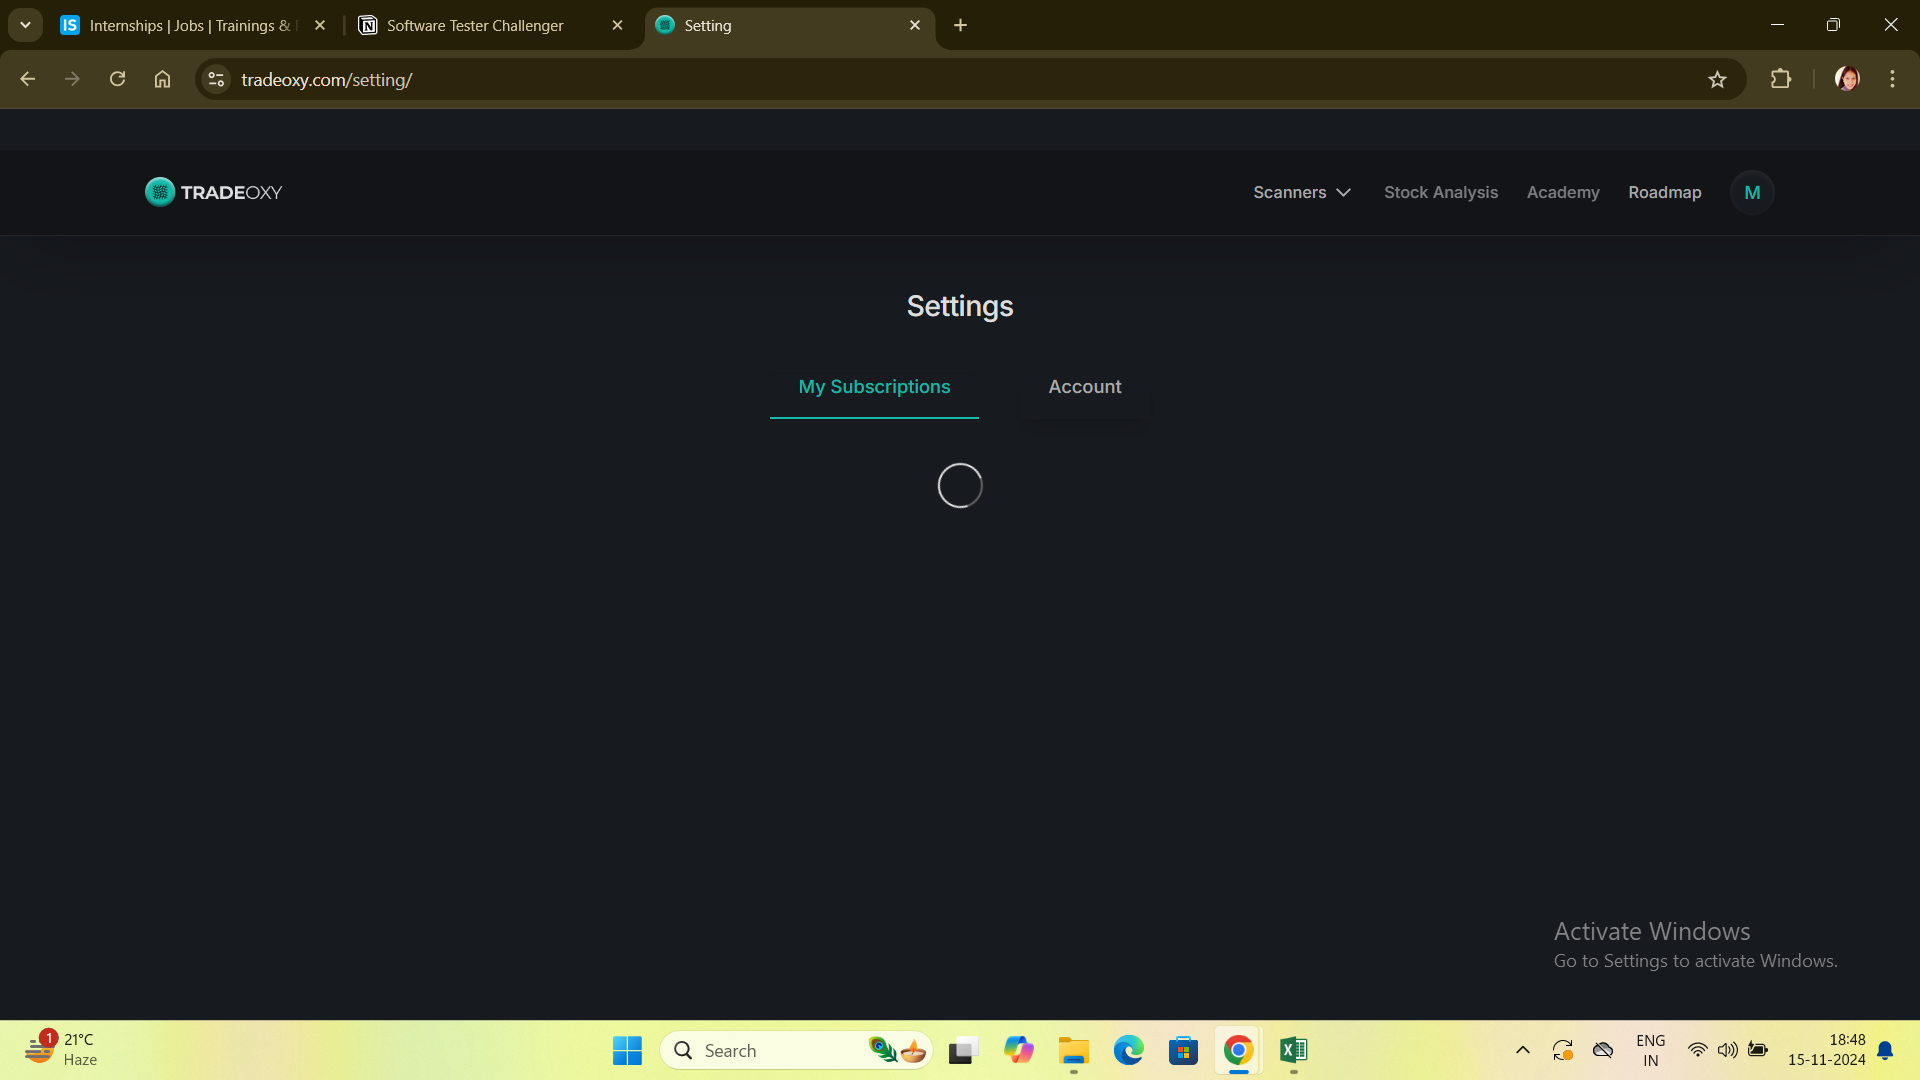 Internships | Jobs | Trainings &
Software Tester Challenger
Setting
tradeoxy.com/setting/
TRADEOXY
Scanners
Stock Analysis
Academy
Roadmap
M
Settings
My Subscriptions
Account
Activate Windows
Go to Settings to activate Windows.
1
21°C
Haze
Search
ENG
IN
18:48
15-11-2024